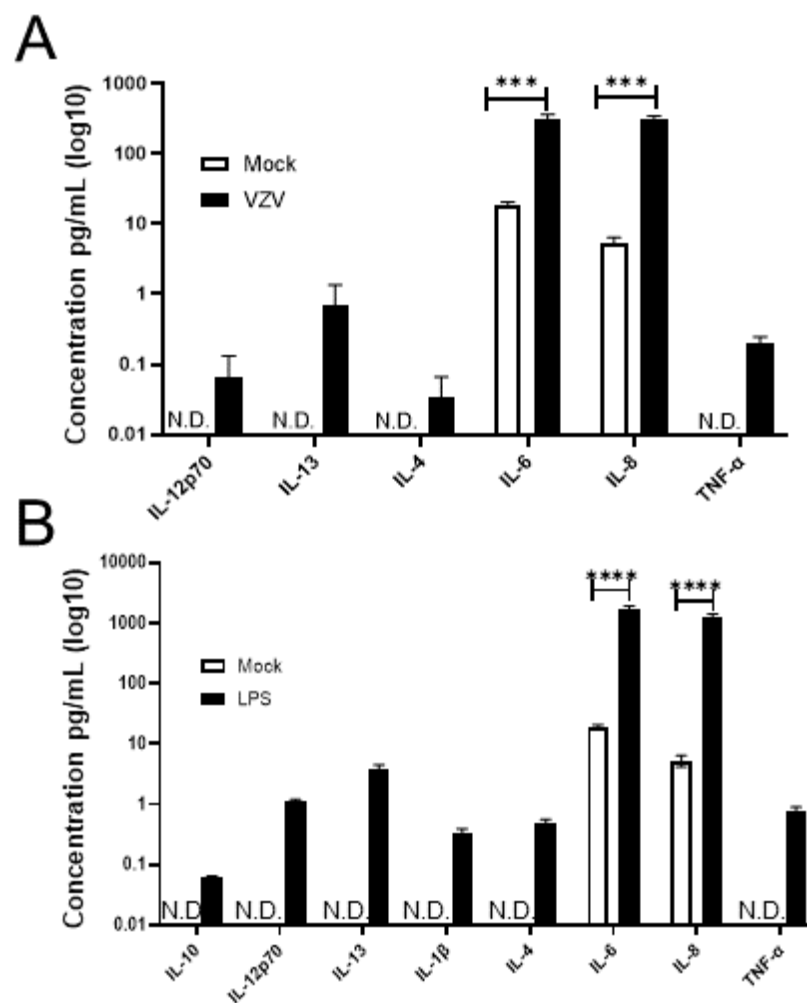 A
Concentration pg/mL (log10)
1000
100
10
1
0.1
0.01
*** ***
Mock
VZV
N.D. N.D. N.D. N.D.
IL-12p70 IL-13 IL-4 IL-6 IL-8 TNF-α
B
Concentration pg/mL (log10)
10000
1000
100
10
1
0.1
0.01
**** ****
Mock
LPS
N.D N.D. N.D. N.D. N.D. N.D.
IL-10 IL-12p70 IL-13 IL-1β IL-4 IL-6 IL-8 TNF-α